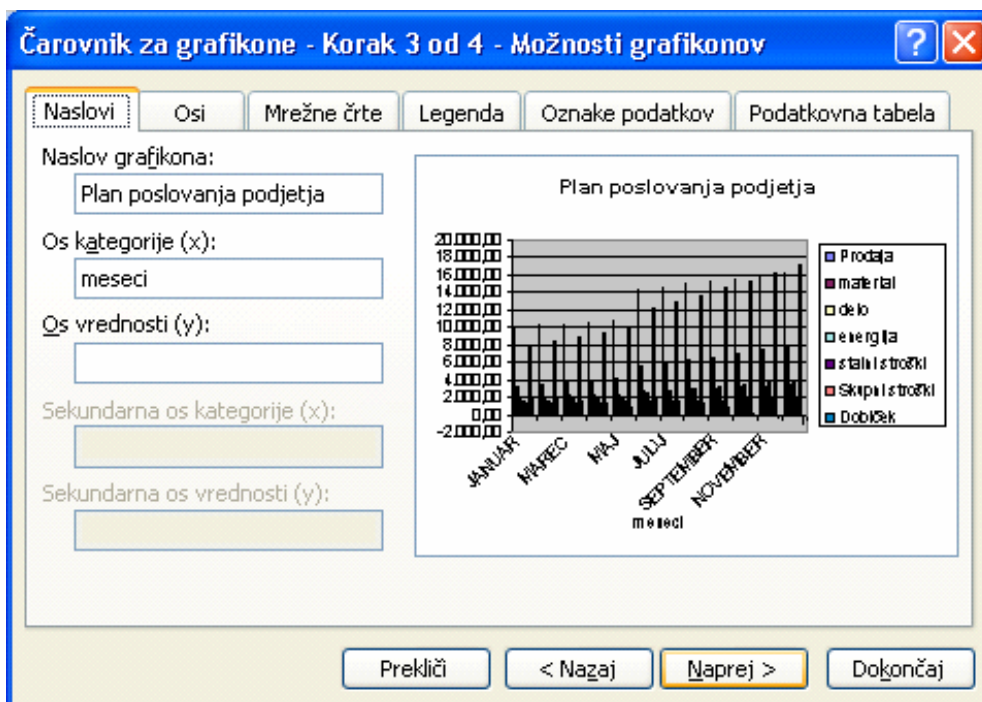 Čarovnik za grafikone - Korak 3 od 4 - Možnosti grafikonov
Naslovi
Osi
Mrežne črte
Legenda
Oznake podatkov
Podatkovna tabela
Naslov grafikona:
Plan poslovanja podjetja
Os kategorije (x):
meseci
Os vrednosti (y):
Sekundarna os kategorije (x):
Sekundarna os vrednosti (y):
Plan poslovanja podjetja
20.000,00
18.000,00
16.000,00
14.000,00
12.000,00
10.000,00
8.000,00
6.000,00
4.000,00
2.000,00
0,00
-2.000,00
JANUAR
MAREC
MAJ
JULIJ
SEPTEMBER
NOVEMBER
meseci
Prodaja
material
delo
energija
stalni stroški
Skupni stroški
Dobiček
Prekliči
< Nazaj
Naprej >
Dokončaj